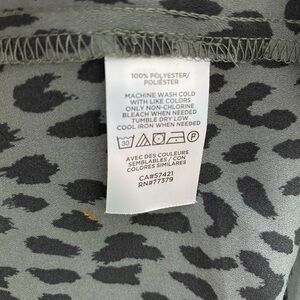 100% POLYESTER/
POLIÉSTER
MACHINE WASH COLD
WITH LIKE COLORS
ONLY NON-CHLORINE
BLEACH WHEN NEEDED
TUMBLE DRY LOW
COOL IRON WHEN NEEDED
30
AVEC DES COULEURS
SEMBLABLES / CON
COLORES SIMILARES
CA#57421
RN#77379